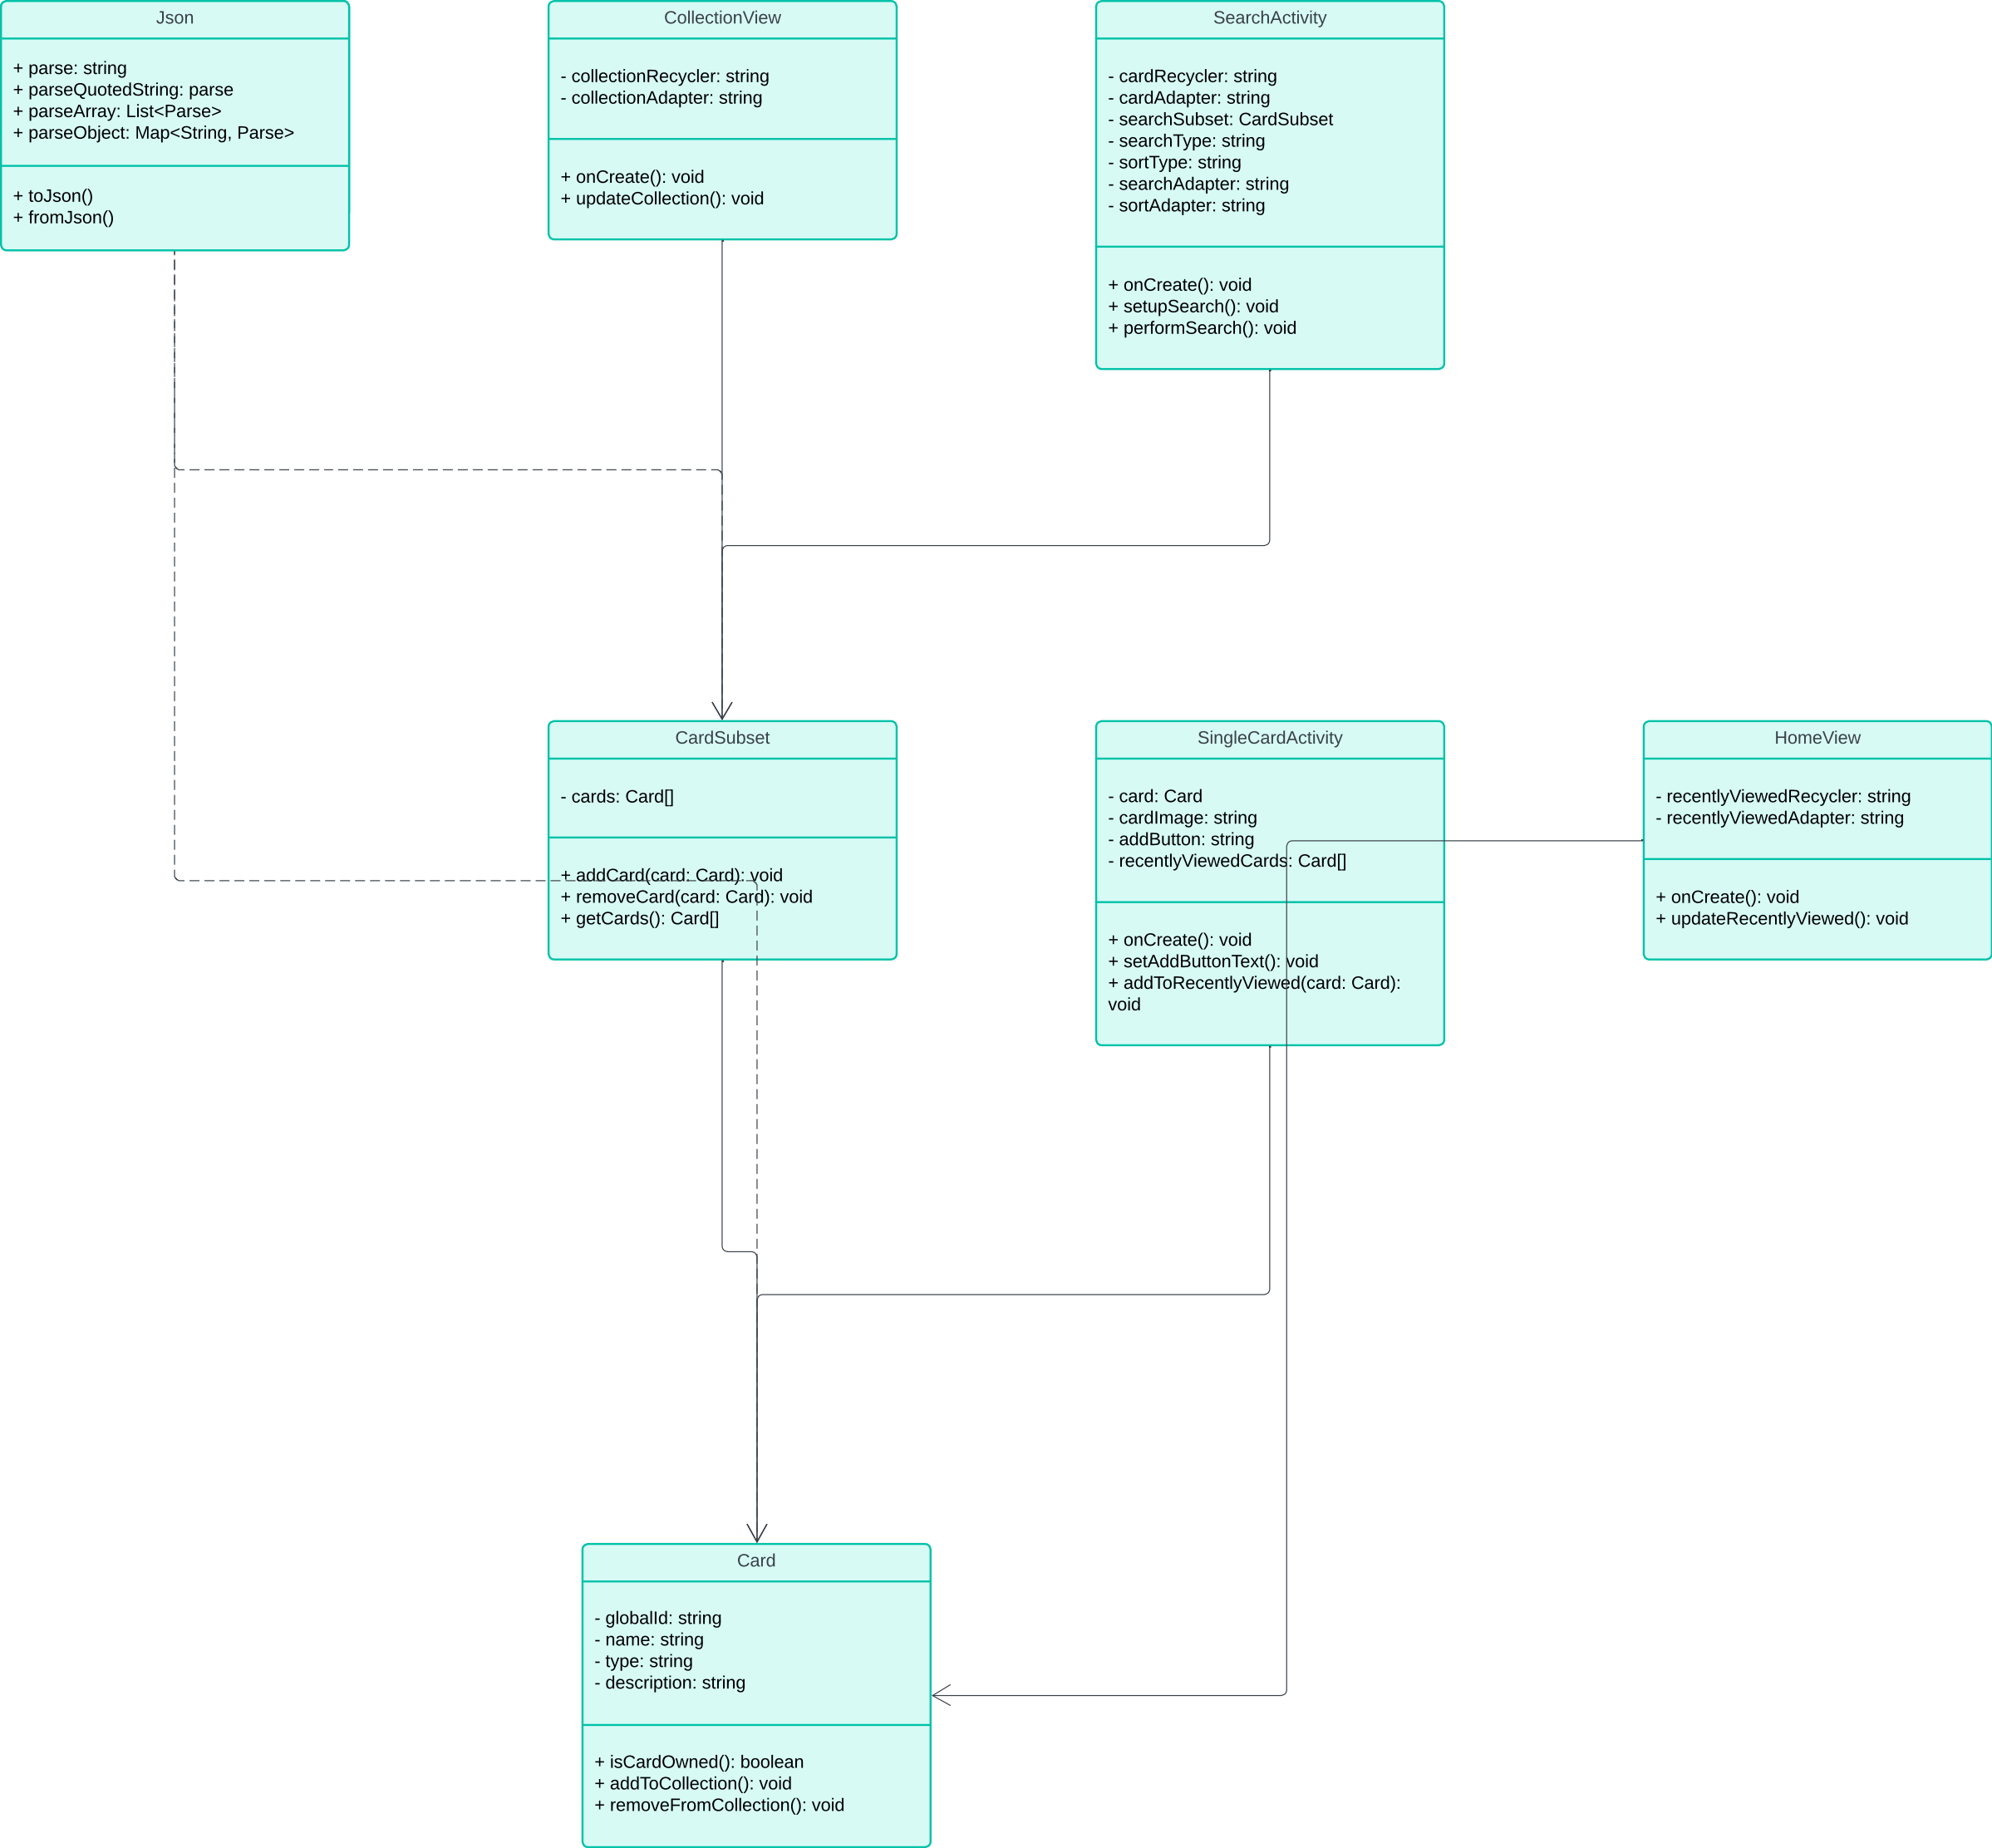 Json
+ parse: string
+ parseQuotedString: parse
+ parseArray: List<Parse>
+ parseObject: Map<String, Parse>
+ toJson()
+ fromJson()
CollectionView
- collectionRecycler: string
- collectionAdapter: string
+ onCreate(): void
+ updateCollection(): void
SearchActivity
- cardRecycler: string
- cardAdapter: string
- searchSubset: CardSubset
- searchType: string
- sortType: string
- searchAdapter: string
- sortAdapter: string
+ onCreate(): void
+ setupSearch(): void
+ performSearch(): void
CardSubset
- cards: Card[]
+ addCard(card: Card): void
+ removeCard(card: Card): void
+ getCards(): Card[]
SingleCardActivity
- card: Card
- cardImage: string
- addButton: string
- recentlyViewedCards: Card[]
+ onCreate(): void
+ setAddButtonText(): void
+ addToRecentlyViewed(card: Card):
void
HomeView
- recentlyViewedRecycler: string
- recentlyViewedAdapter: string
+ onCreate(): void
+ updateRecentlyViewed(): void
Card
- globalId: string
- name: string
- type: string
- description: string
+ isCardOwned(): boolean
+ addToCollection(): void
+ removeFromCollection(): void